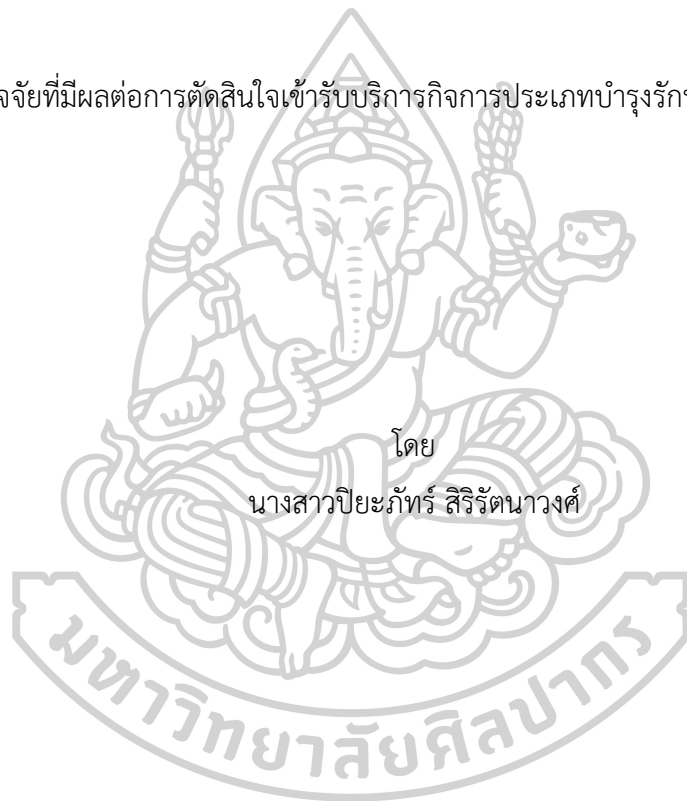 จจัยที่มีผลต่อการตัดสินใจเข้ารับบริการกิจการประเภทบำรุงรัก
โดย
นางสาวปิยะภัทร์ สิริรัตนาวงศ์
มหาวิทยาลัยศิลปากร